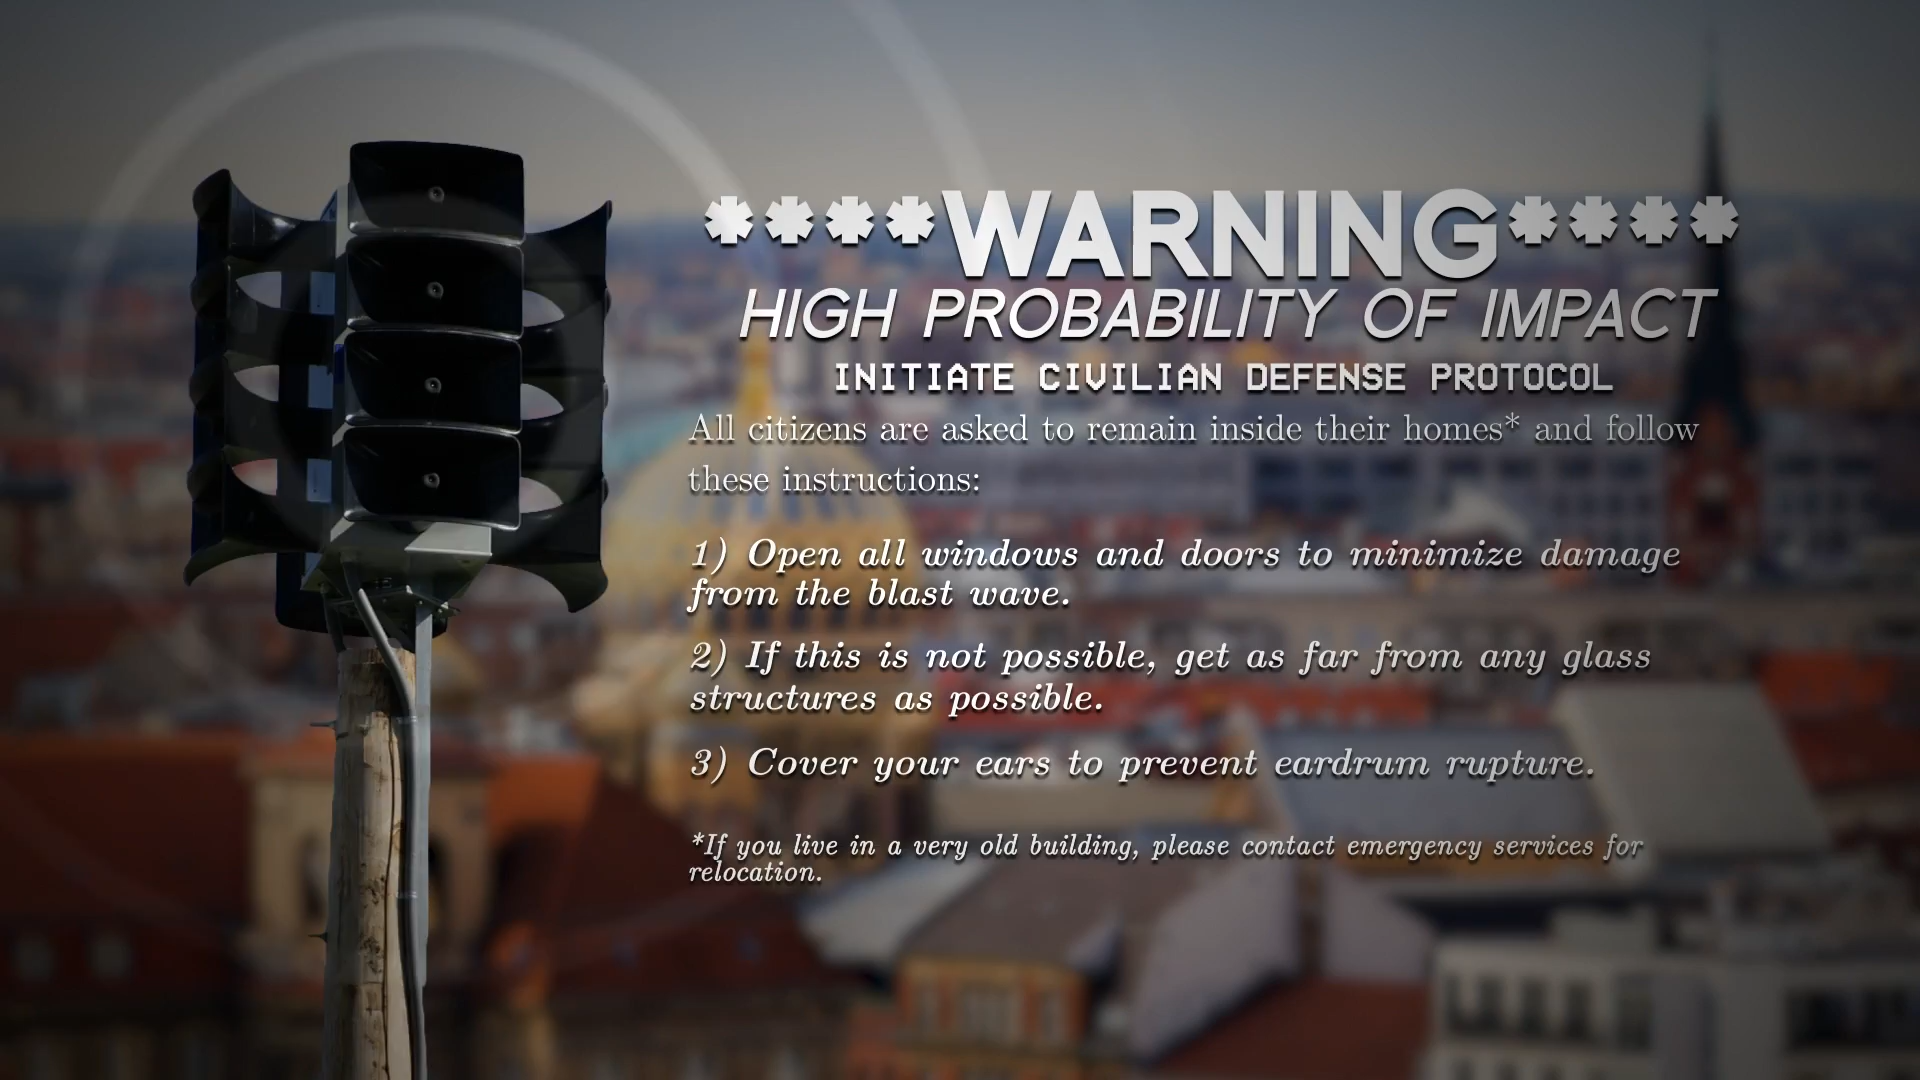 ****WARNING****
HIGH PROBABILITY OF IMPACT
INITIATE CIVILIAN DEFENSE PROTOCOL
All citizens are asked to remain inside their homes* and follow
these instructions:
1) Open all windows and doors to minimize damage
from the blast wave.
2) If this is not possible, get as far from any glass
structures as possible.
3) Cover your ears to prevent eardrum rupture.
*If you live in a very old building, please contact emergency services for
relocation.